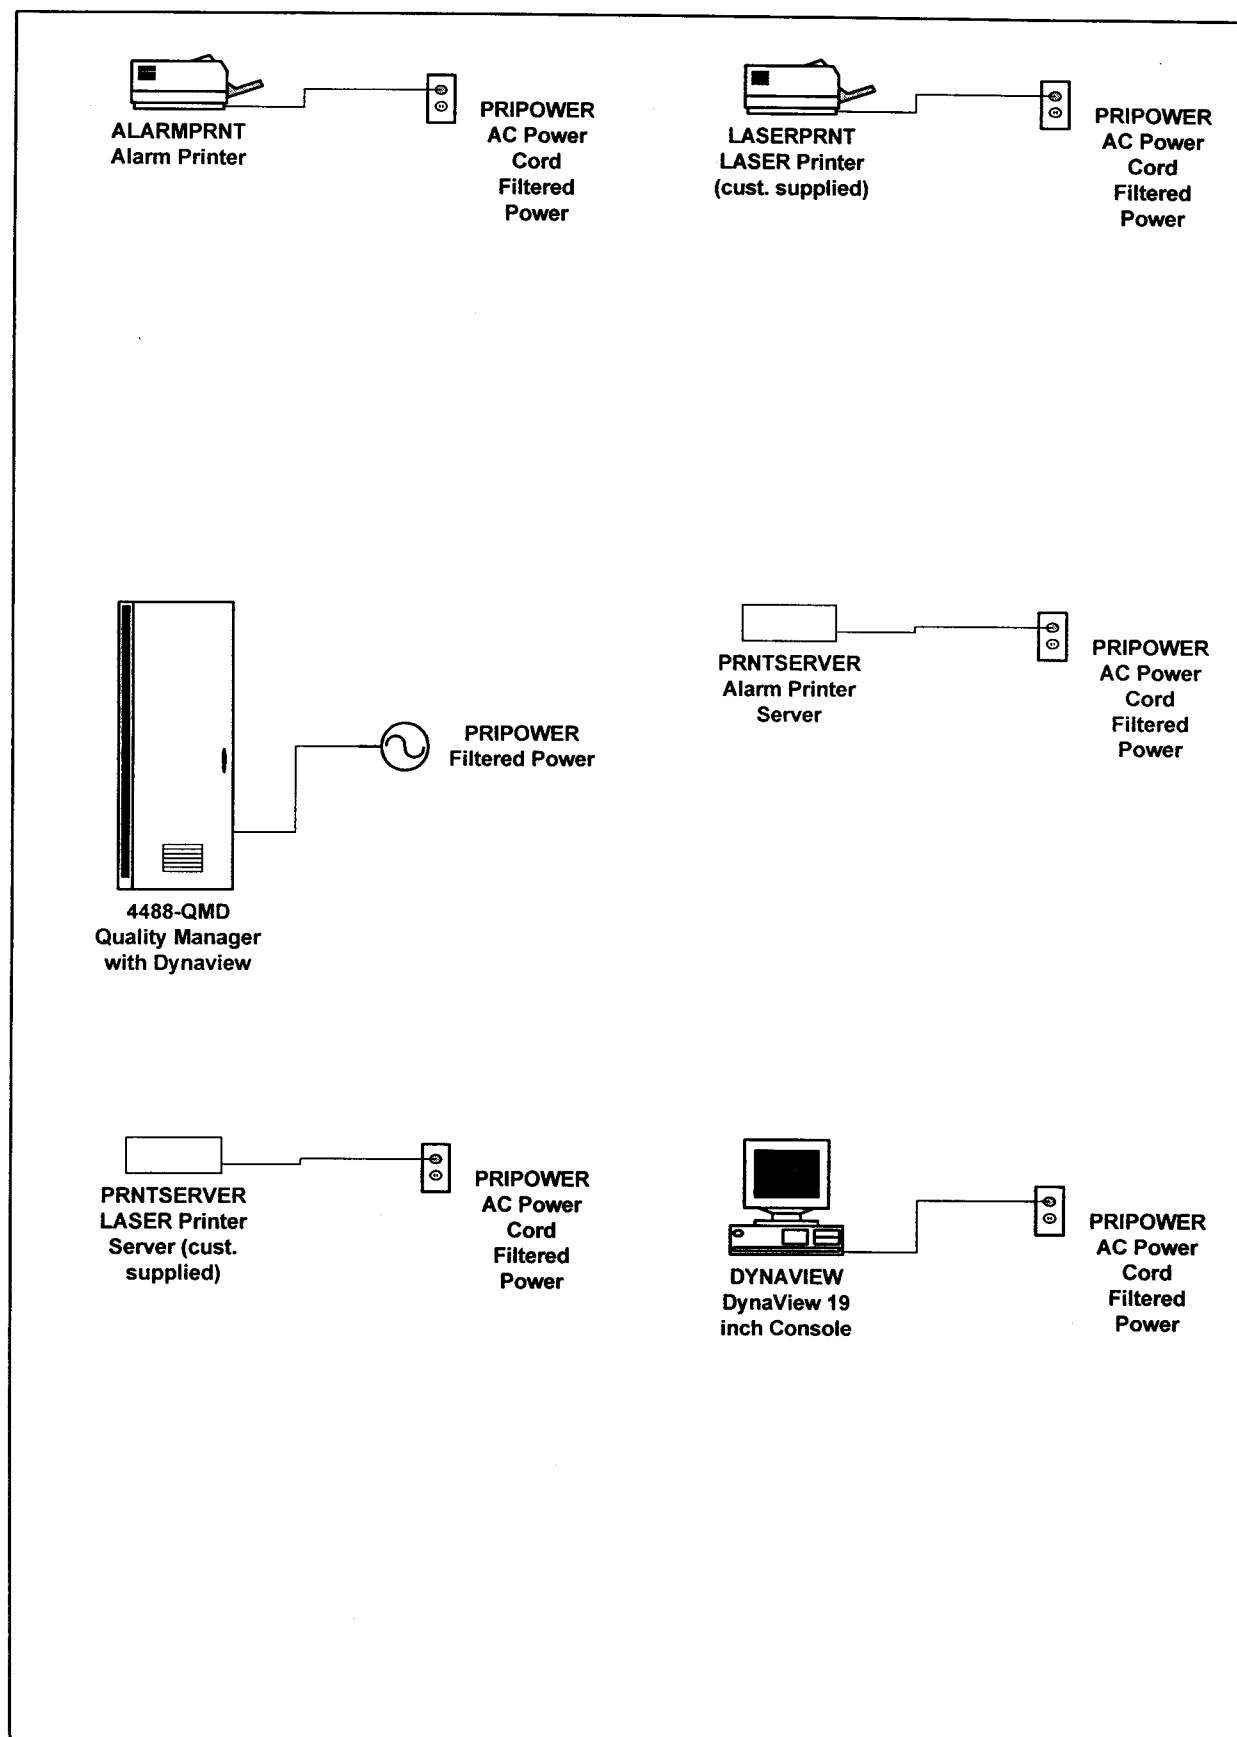 ALARMPRNT
Alarm Printer
PRIPOWER
AC Power
Cord
Filtered
Power
LASERPRNT
LASER Printer
(cust. supplied)
PRIPOWER
AC Power
Cord
Filtered
Power
4488-QMD
Quality Manager
with Dynaview
PRIPOWER
Filtered Power
PRNTSERVER
Alarm Printer
Server
PRIPOWER
AC Power
Cord
Filtered
Power
PRNTSERVER
LASER Printer
Server (cust.
supplied)
PRIPOWER
AC Power
Cord
Filtered
Power
DYNAVIEW
DynaView 19
inch Console
PRIPOWER
AC Power
Cord
Filtered
Power